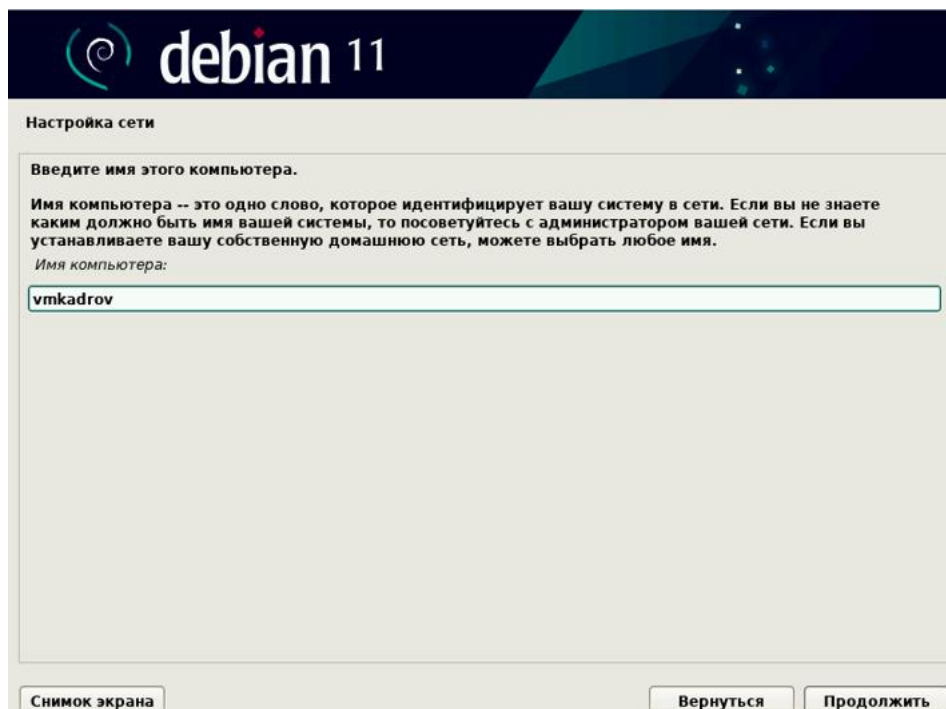 debian 11
Настройка сети
Введите имя этого компьютера.
Имя компьютера -- это одно слово, которое идентифицирует вашу систему в сети. Если вы не знаете
каким должно быть имя вашей системы, то посоветуйтесь с администратором вашей сети. Если вы
устанавливаете вашу собственную домашнюю сеть, можете выбрать любое имя.
Имя компьютера:
vmkadrov
Снимок экрана Вернуться Продолжить